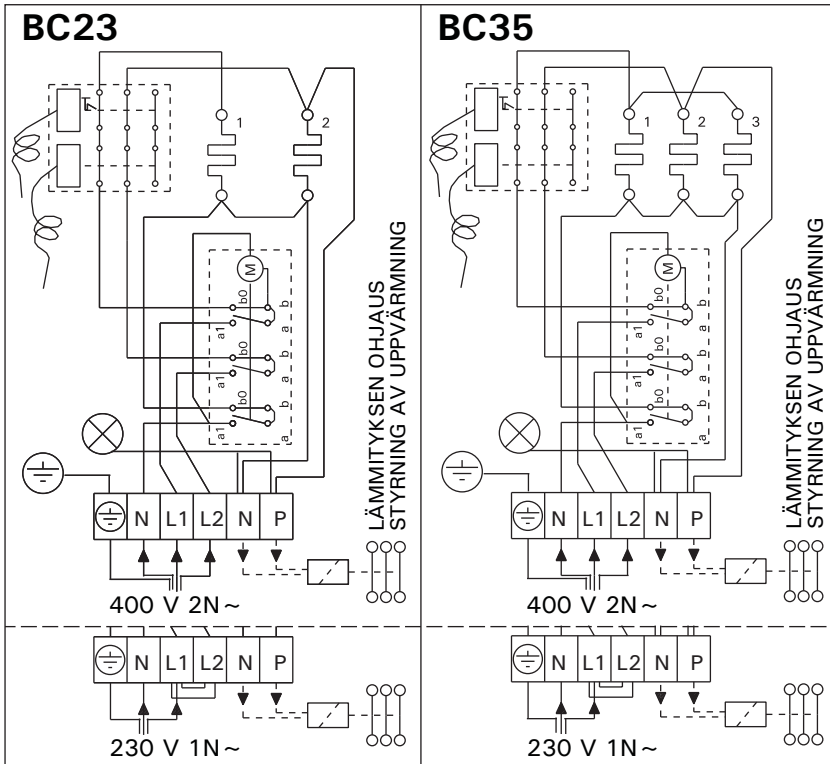 BC23
1
2
M
b0
b
a1
a
b0
b
a1
a
b0
b
a1
a
LÄMMITYKSEN OHJAUS
STYRNING AV UPPVÄRMNING
N L1 L2 N P
400 V 2N~
N L1 L2 N P
230 V 1N~
BC35
1
2
3
M
b0
b
a1
a
b0
b
a1
a
b0
b
a1
a
LÄMMITYKSEN OHJAUS
STYRNING AV UPPVÄRMNING
N L1 L2 N P
400 V 2N~
N L1 L2 N P
230 V 1N~